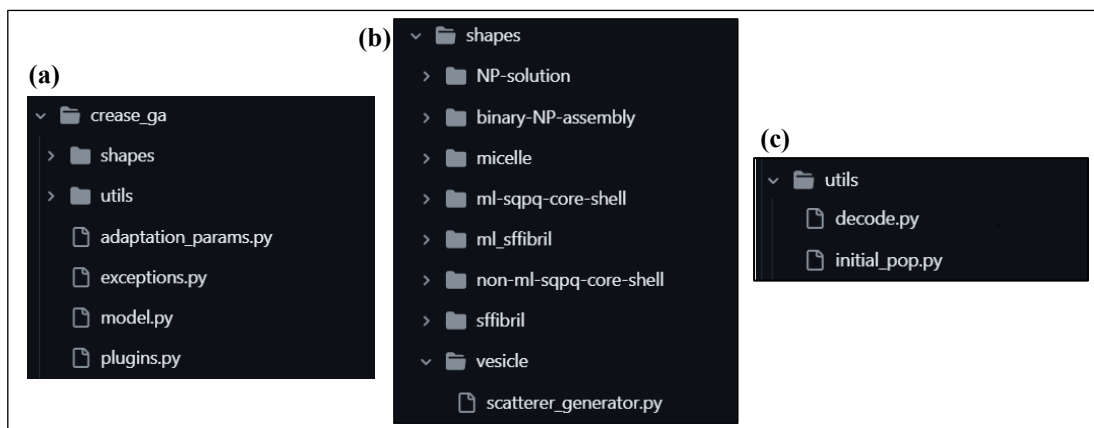 (a)
crease_ga
shapes
utils
adaptation_params.py
exceptions.py
model.py
plugins.py
(b)
shapes
NP-solution
binary-NP-assembly
micelle
ml-sqpq-core-shell
ml_sffibril
non-ml-sqpq-core-shell
sffibril
vesicle
scatterer_generator.py
(c)
utils
decode.py
initial_pop.py